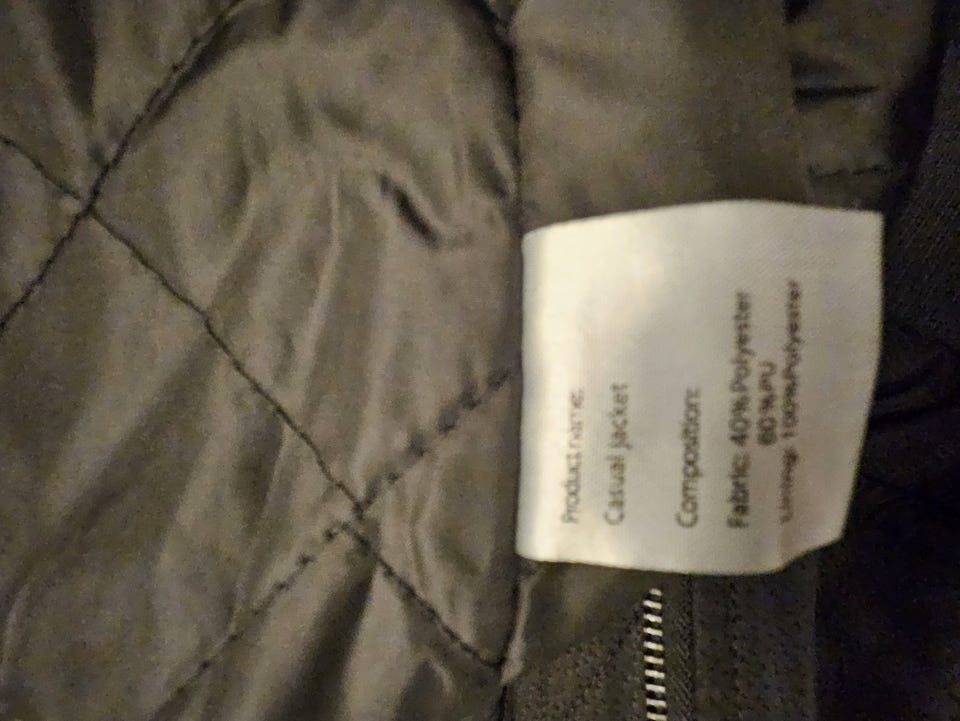 Product name:
Casual jacket
Composition:
Fabric: 40%Polyester
60%PU
Lining: 100%Polyester